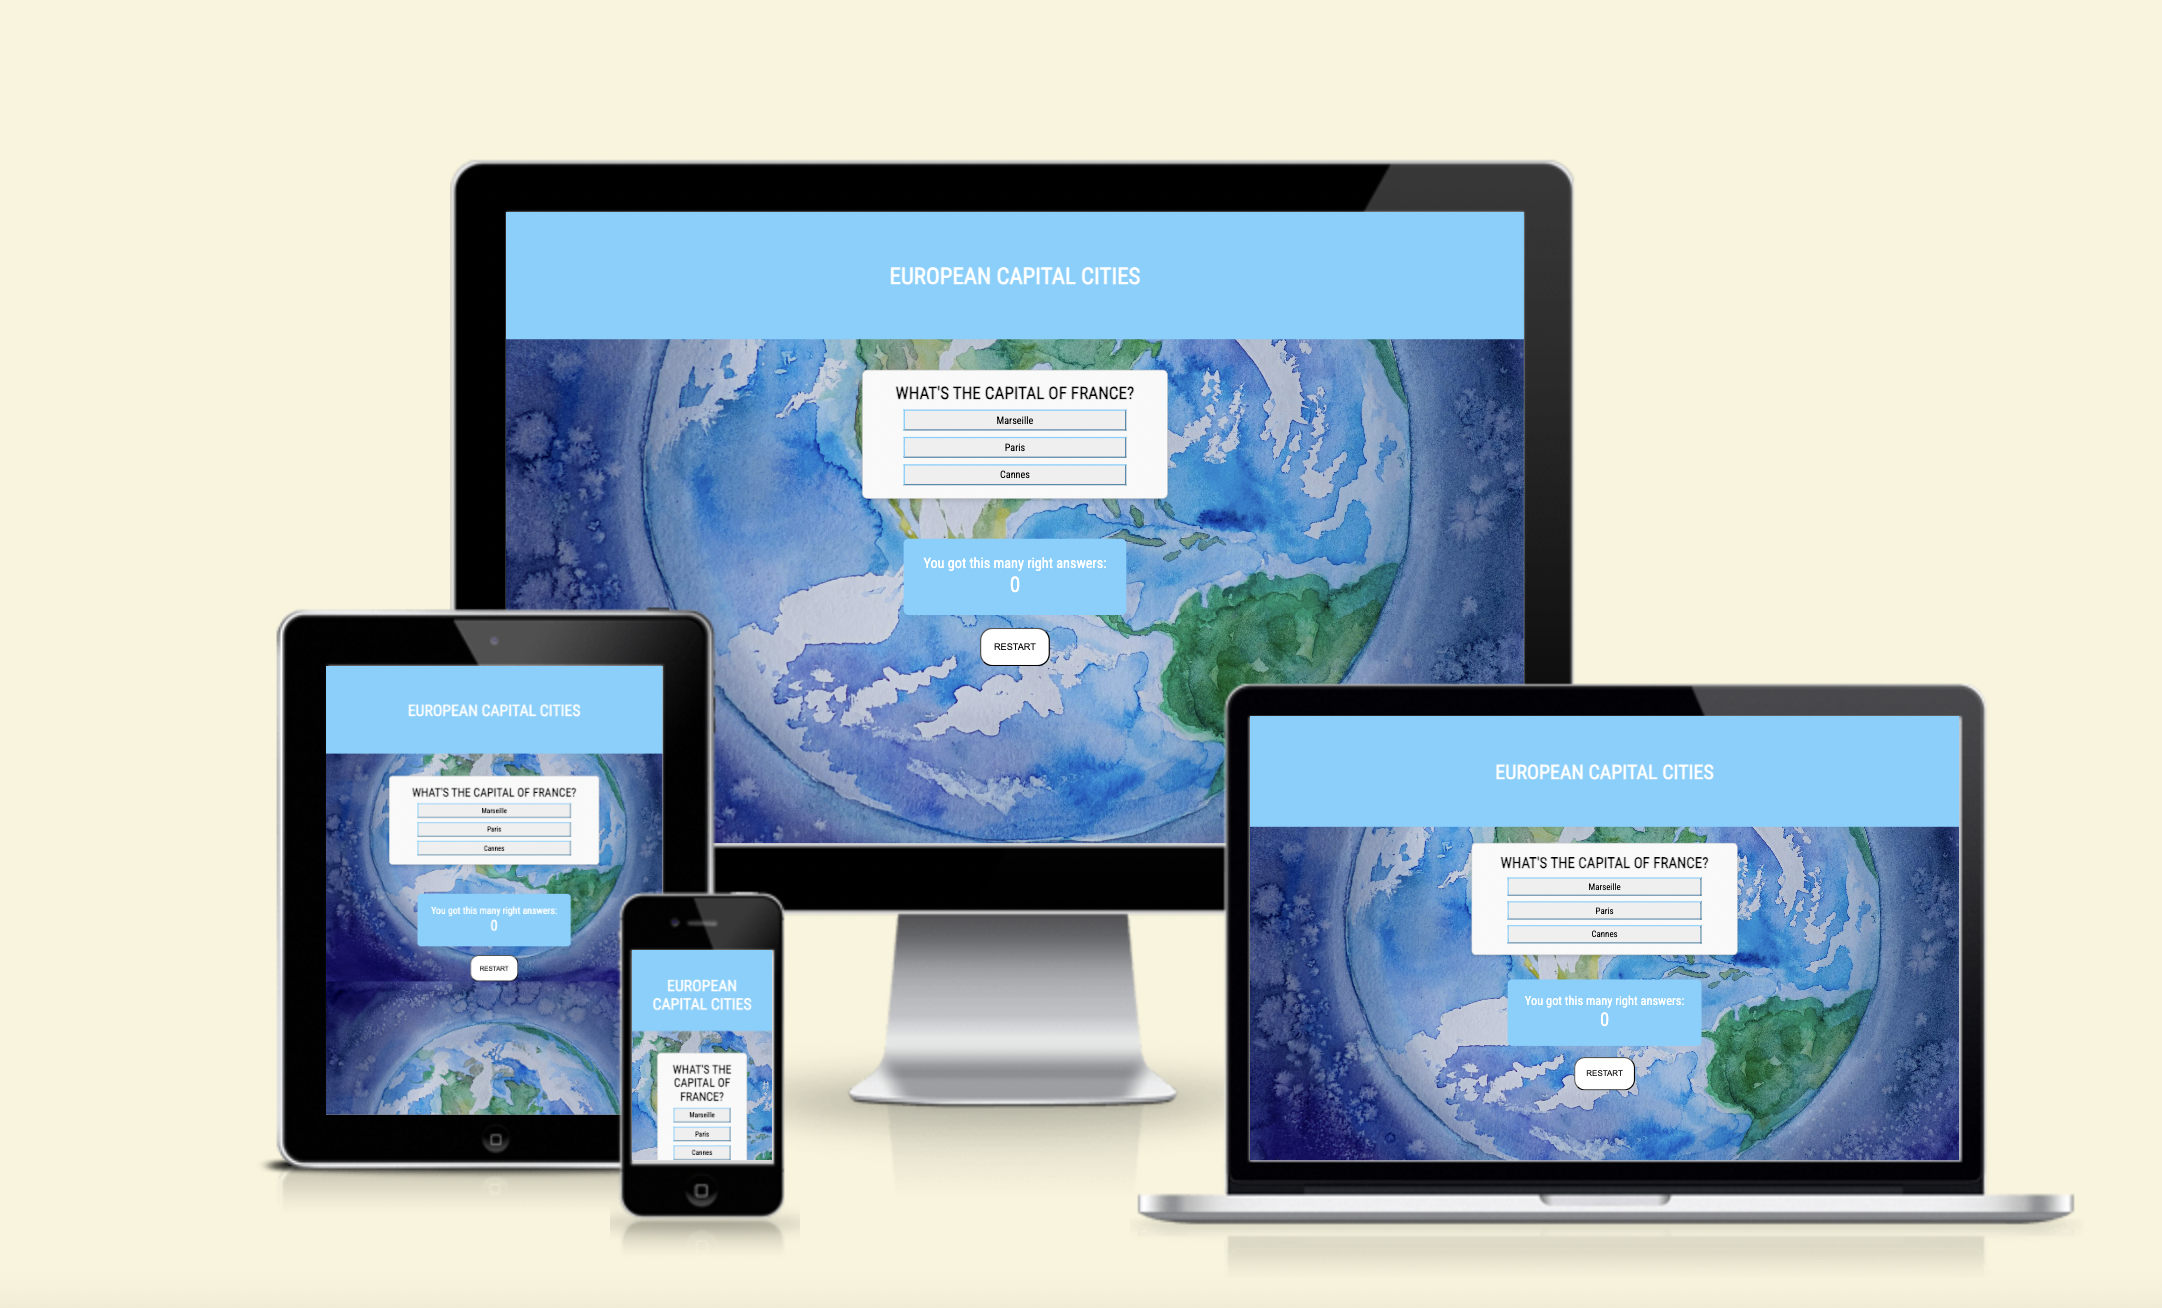 EUROPEAN CAPITAL CITIES
WHAT'S THE CAPITAL OF FRANCE?
Marseille
Paris
Cannes
You got this many right answers:
0
RESTART
EUROPEAN CAPITAL CITIES
WHAT'S THE CAPITAL OF FRANCE?
Marseille
Paris
Cannes
You got this many right answers:
0
RESTART
EUROPEAN
CAPITAL CITIES
WHAT'S THE
CAPITAL OF
FRANCE?
Marseille
Paris
Cannes
EUROPEAN CAPITAL CITIES
WHAT'S THE CAPITAL OF FRANCE?
Marseille
Paris
Cannes
You got this many right answers:
0
RESTART